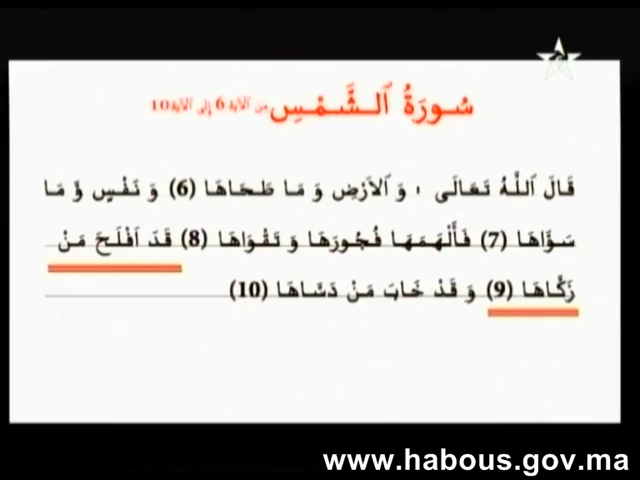 سُورَةُ ٱلشَّمْسِ من الآية 6 إلى الآية 10
قَالَ ٱللَّهُ تَعَالَى ، وَٱلاَرْضِ وَ مَا طَحَاهَا (6) وَ نَفْسٍ وَّ مَا
سَوَّاهَا (7) فَأَلْهَمَهَا فُجُورَهَا وَ تَقْوَاهَا (8) قَدَ اَفْلَحَ مَنْ
زَكَّاهَا (9) وَ قَدْ خَابَ مَنْ دَسَّاهَا (10)
www.habous.gov.ma